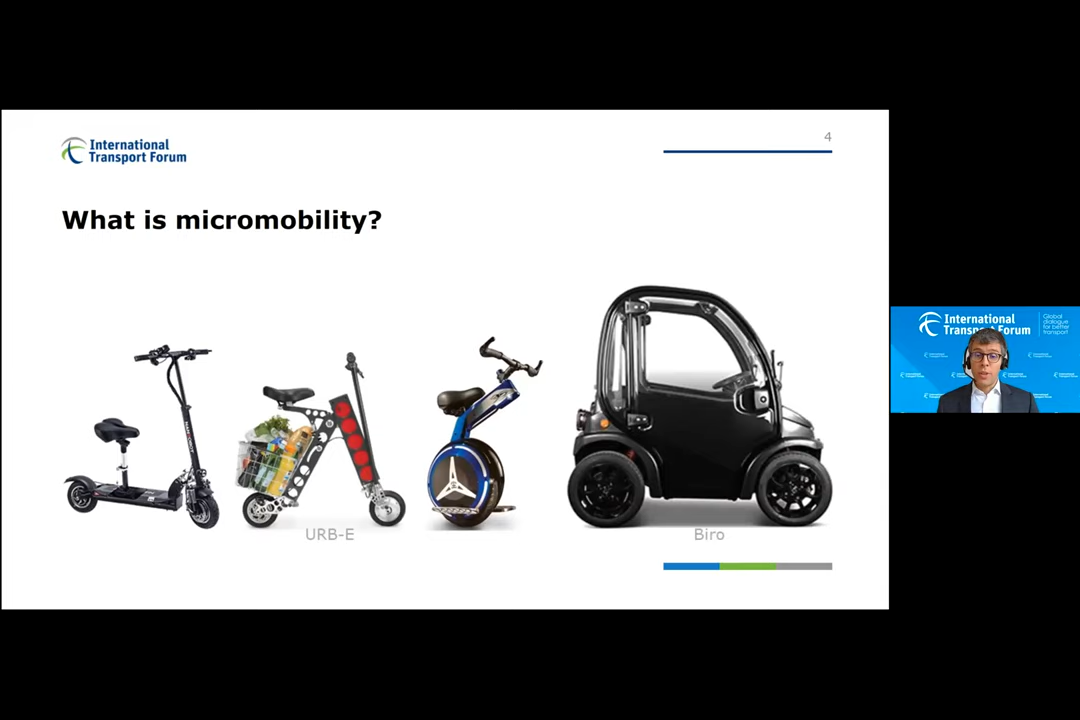 International
Transport Forum
4
What is micromobility?
URB-E
Biro
International
Transport Forum
Global
dialogue
for better
transport